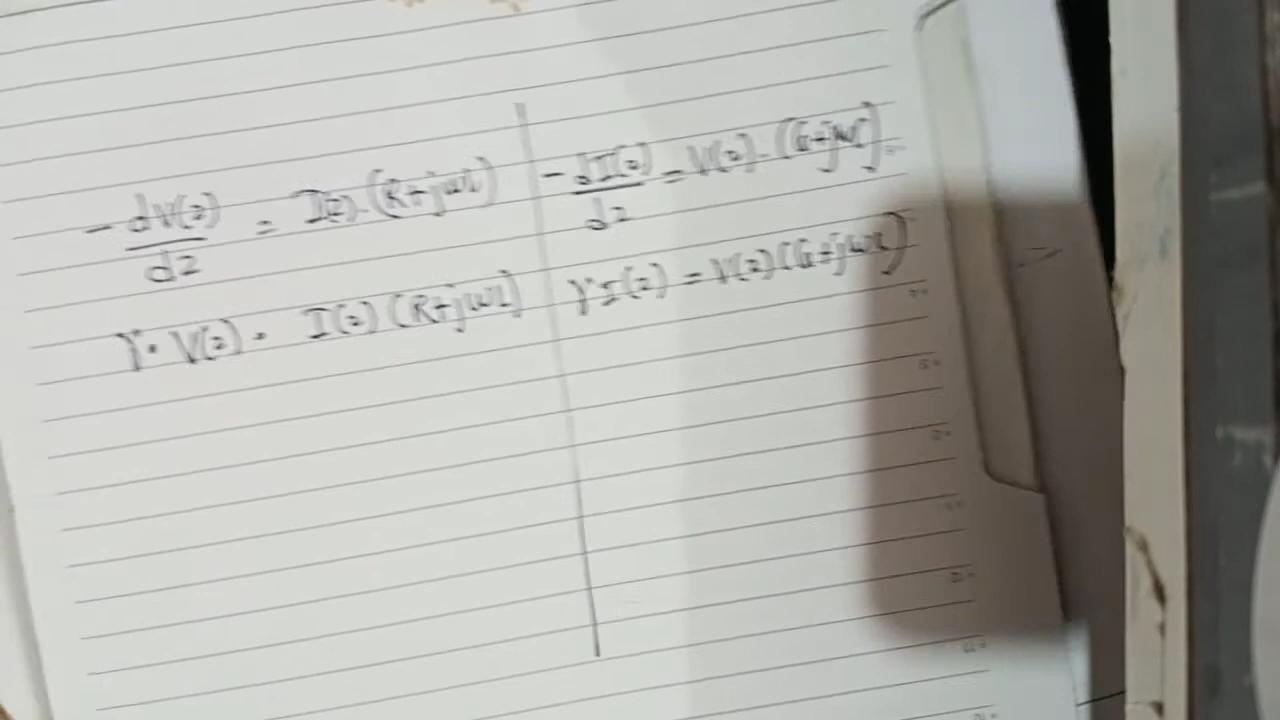 - dV(z)/dz = I(z).(R+jωL)
γ. V(z) = I(z) (R+jωL)
- dI(z)/dz = V(z).(G+jωC)
γ I(z) = V(z)(G+jωC)